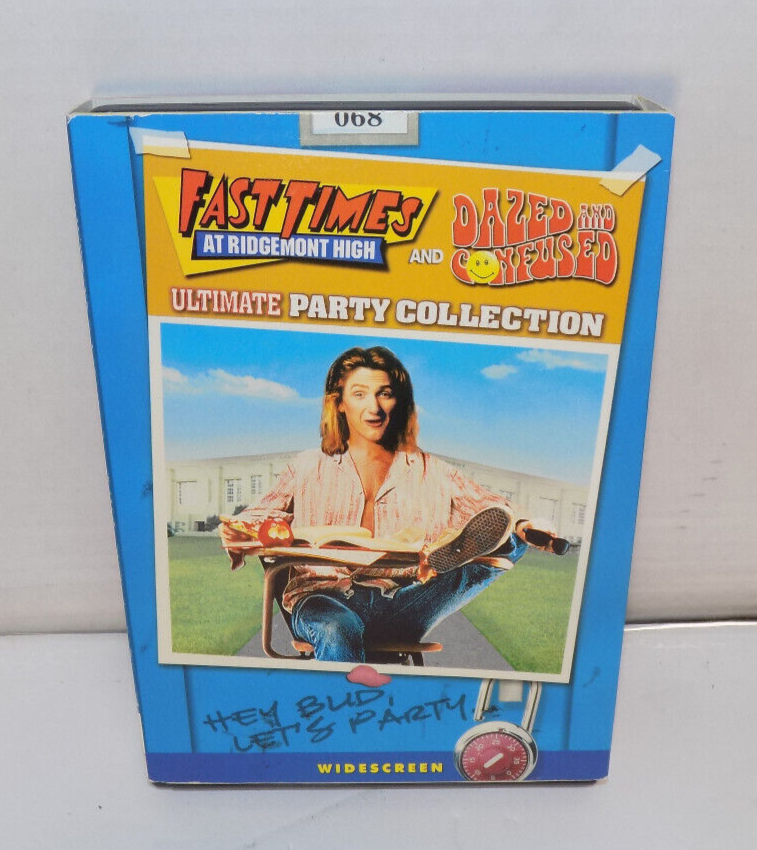 068
FAST TIMES
AT RIDGEMONT HIGH
AND
DAZED AND
CONFUSED
ULTIMATE PARTY COLLECTION
HEY BUD,
LET'S PARTY...
WIDESCREEN